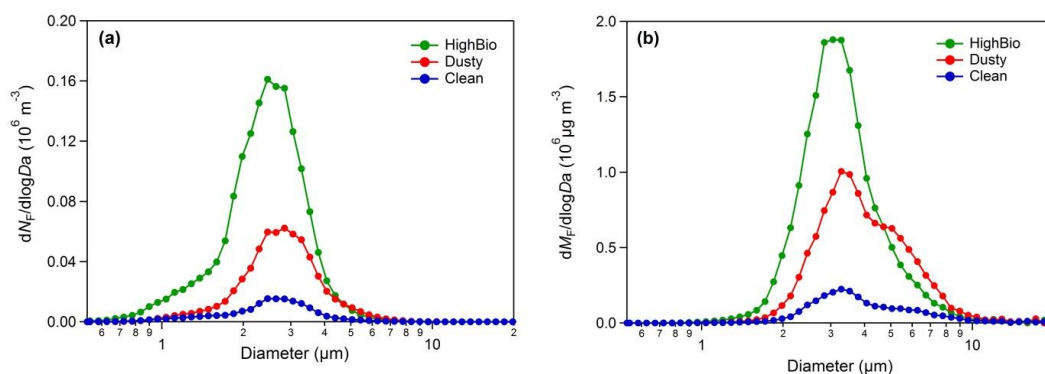 (a)
HighBio
Dusty
Clean
0.20
0.16
0.12
0.08
0.04
0.00
dN_F/dlogDa (10⁶ m⁻³)
6 7 8 9 1 2 3 4 5 6 7 8 9 10 2
Diameter (µm)
(b)
HighBio
Dusty
Clean
2.0
1.5
1.0
0.5
0.0
dM_F/dlogDa (10⁶ µg m⁻³)
6 7 8 9 1 2 3 4 5 6 7 8 9 10
Diameter (µm)